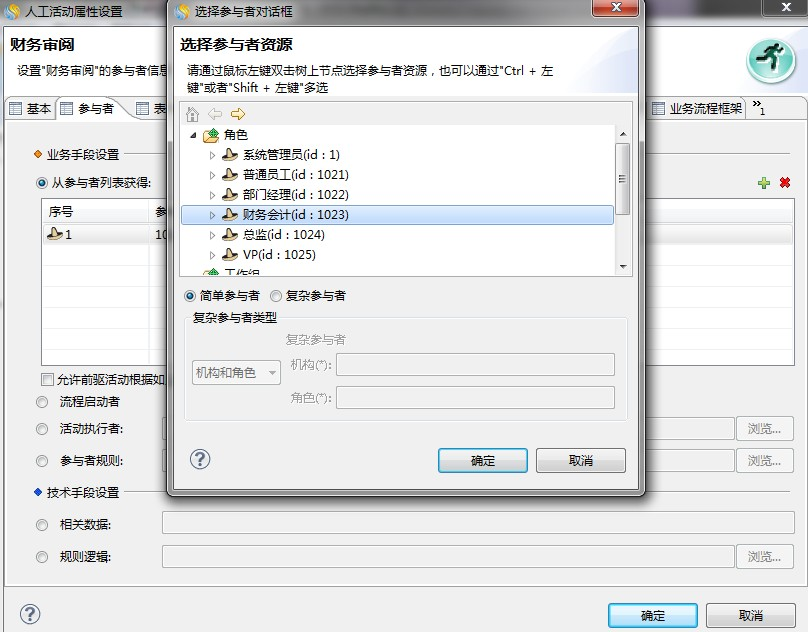 人工活动属性设置
选择参与者对话框
财务审阅
设置"财务审阅"的参与者信息
选择参与者资源
请通过鼠标左键双击树上节点选择参与者资源，也可以通过"Ctrl + 左
键"或者"Shift + 左键"多选
基本
参与者
表
业务流程框架
1
角色
系统管理员(id : 1)
普通员工(id : 1021)
部门经理(id : 1022)
财务会计(id : 1023)
总监(id : 1024)
VP(id : 1025)
工作组
简单参与者
复杂参与者
复杂参与者类型
复杂参与者
机构和角色
机构(*):
角色(*):
确定
取消
业务手段设置
从参与者列表获得:
序号
参
1
10
允许前驱活动根据如
流程启动者
活动执行者:
浏览...
参与者规则:
浏览...
技术手段设置
相关数据:
规则逻辑:
浏览...
确定
取消